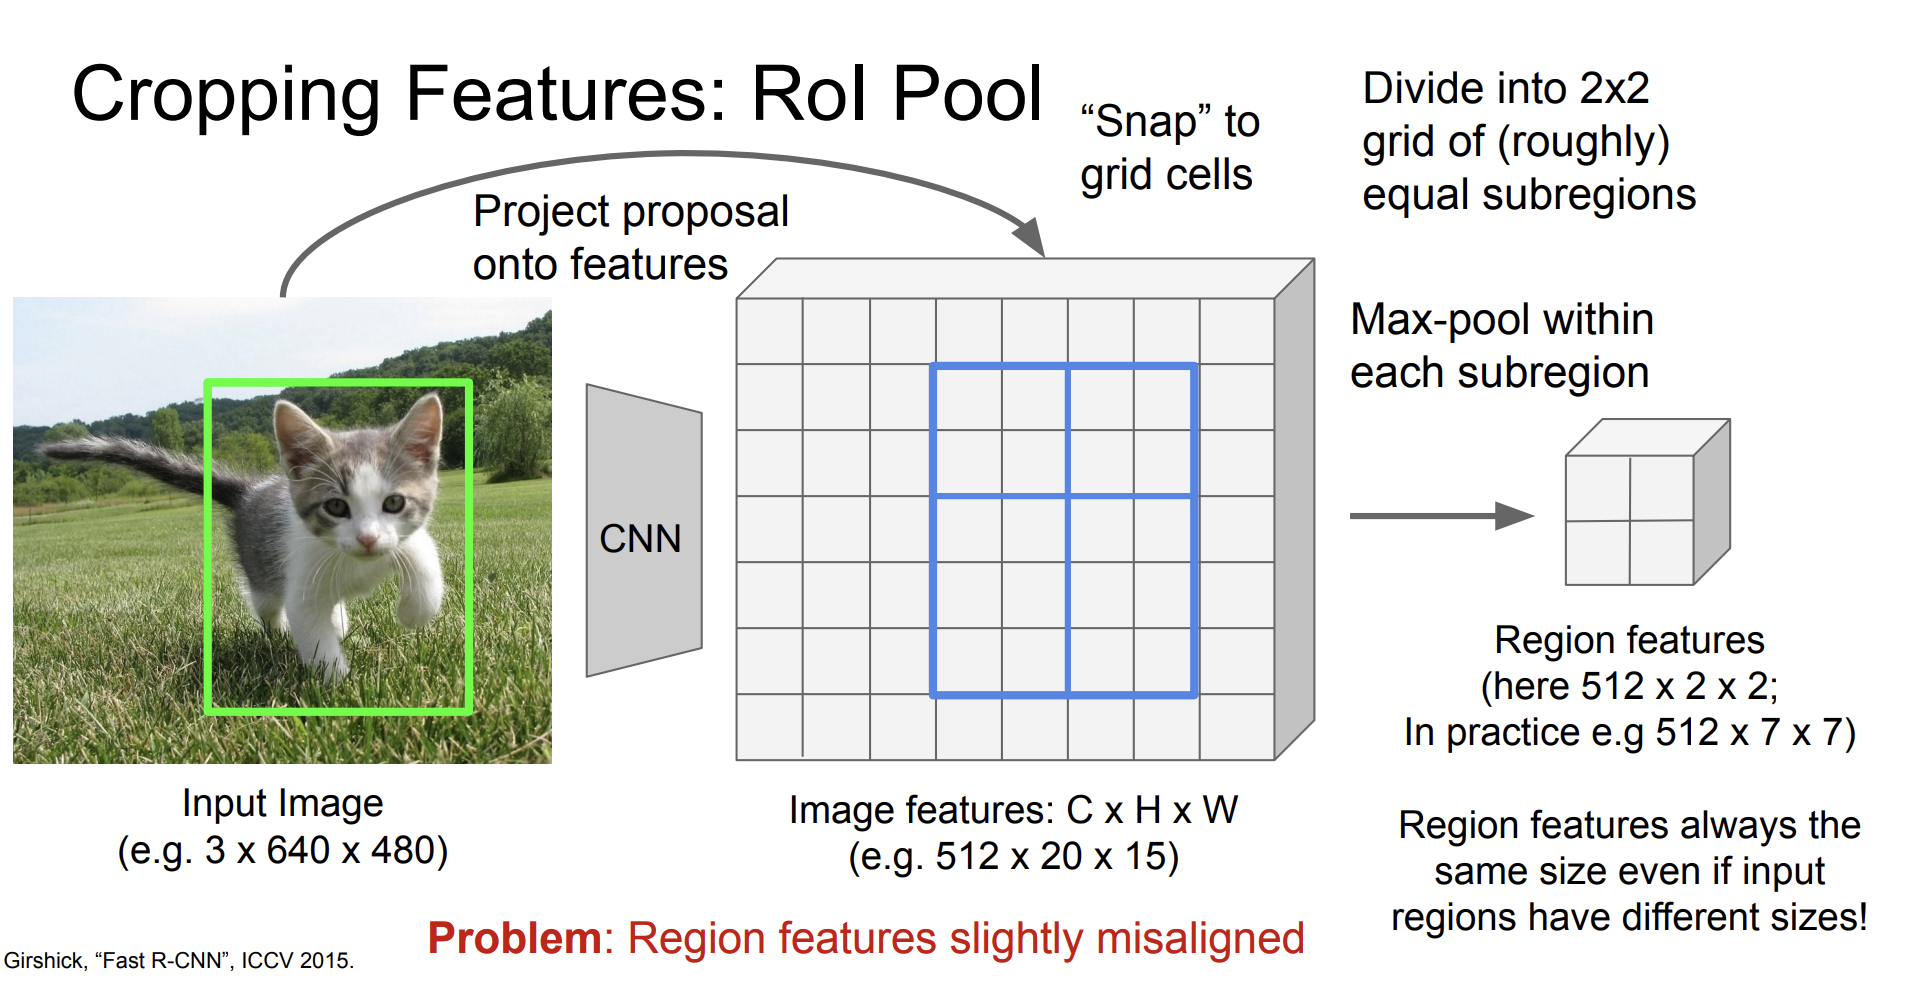 Cropping Features: RoI Pool
“Snap” to
grid cells
Divide into 2x2
grid of (roughly)
equal subregions
Project proposal
onto features
Max-pool within
each subregion
CNN
Input Image
(e.g. 3 x 640 x 480)
Image features: C x H x W
(e.g. 512 x 20 x 15)
Region features
(here 512 x 2 x 2;
In practice e.g 512 x 7 x 7)
Region features always the
same size even if input
regions have different sizes!
Problem: Region features slightly misaligned
Girshick, “Fast R-CNN”, ICCV 2015.